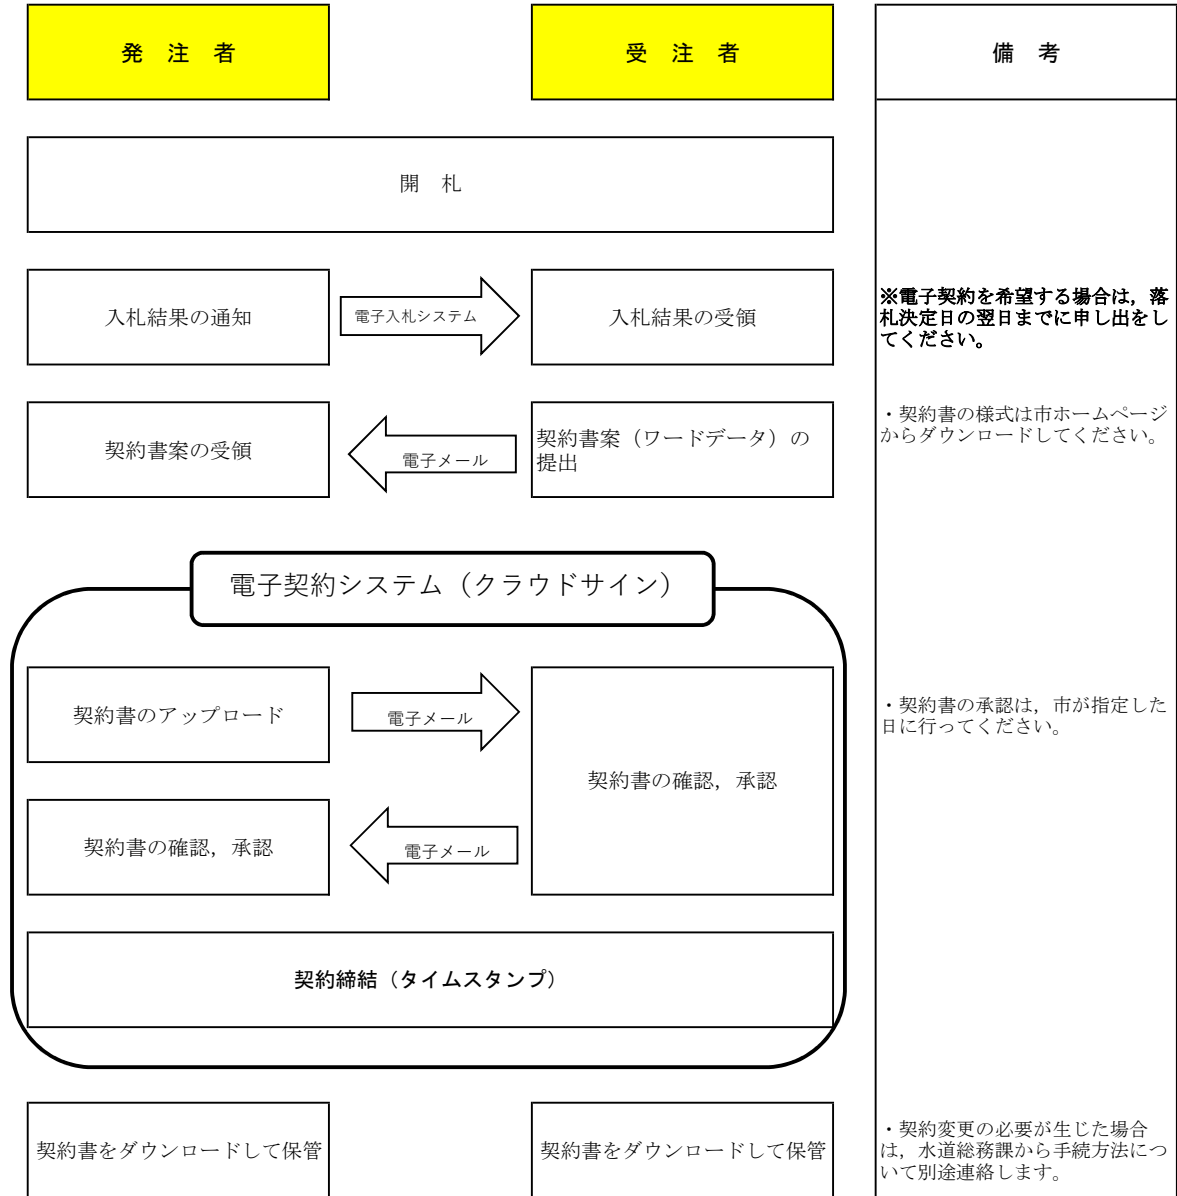 発　注　者
受　注　者
備　考
開　札
入札結果の通知
電子入札システム
入札結果の受領
※電子契約を希望する場合は，落
札決定日の翌日までに申し出をし
てください。
契約書案の受領
電子メール
契約書案（ワードデータ）の
提出
・契約書の様式は市ホームページ
からダウンロードしてください。
電子契約システム（クラウドサイン）
契約書のアップロード
電子メール
契約書の確認，承認
・契約書の承認は，市が指定した
日に行ってください。
契約書の確認，承認
電子メール
契約締結（タイムスタンプ）
契約書をダウンロードして保管
契約書をダウンロードして保管
・契約変更の必要が生じた場合
は，水道総務課から手続方法につ
いて別途連絡します。